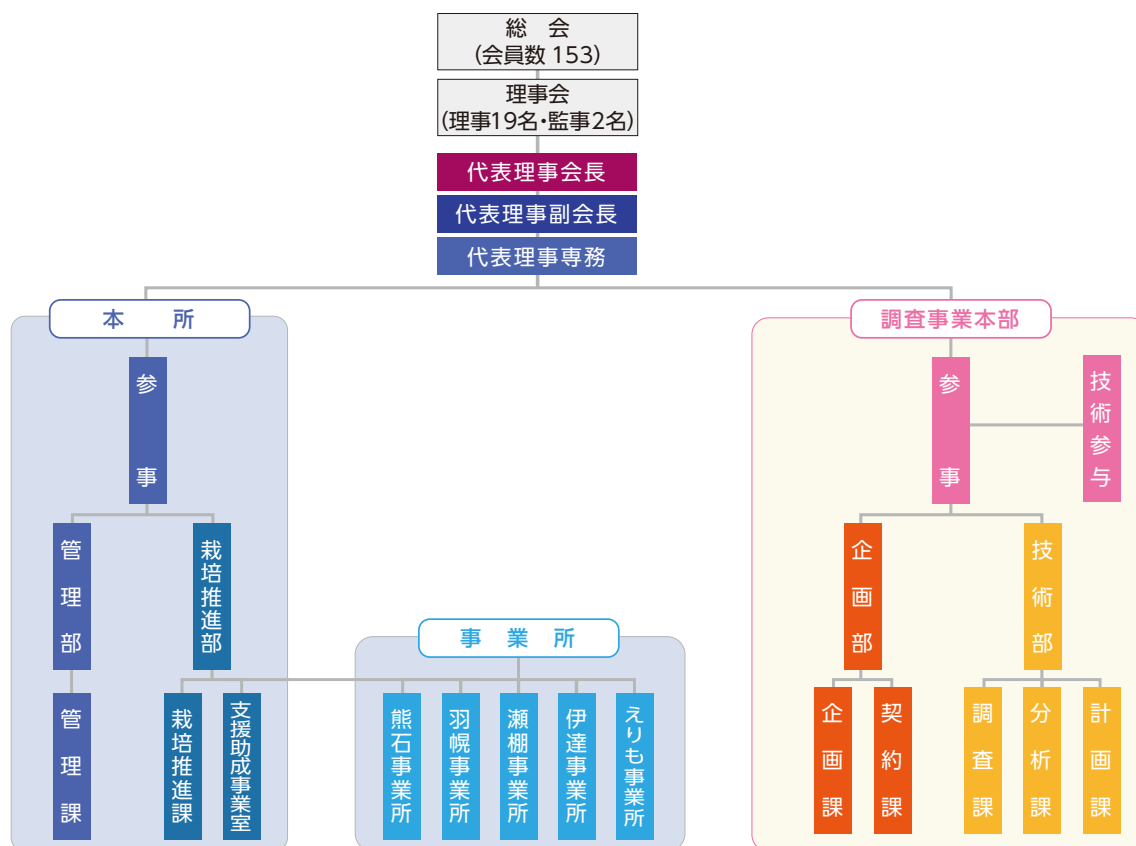 総　会
(会員数 153)
理事会
(理事19名・監事2名)
代表理事会長
代表理事副会長
代表理事専務
本　所
調査事業本部
参事
参事
技術参与
管理部
栽培推進部
企画部
技術部
事業所
管理課
栽培推進課
支援助成事業室
熊石事業所
羽幌事業所
瀬棚事業所
伊達事業所
えりも事業所
企画課
契約課
調査課
分析課
計画課